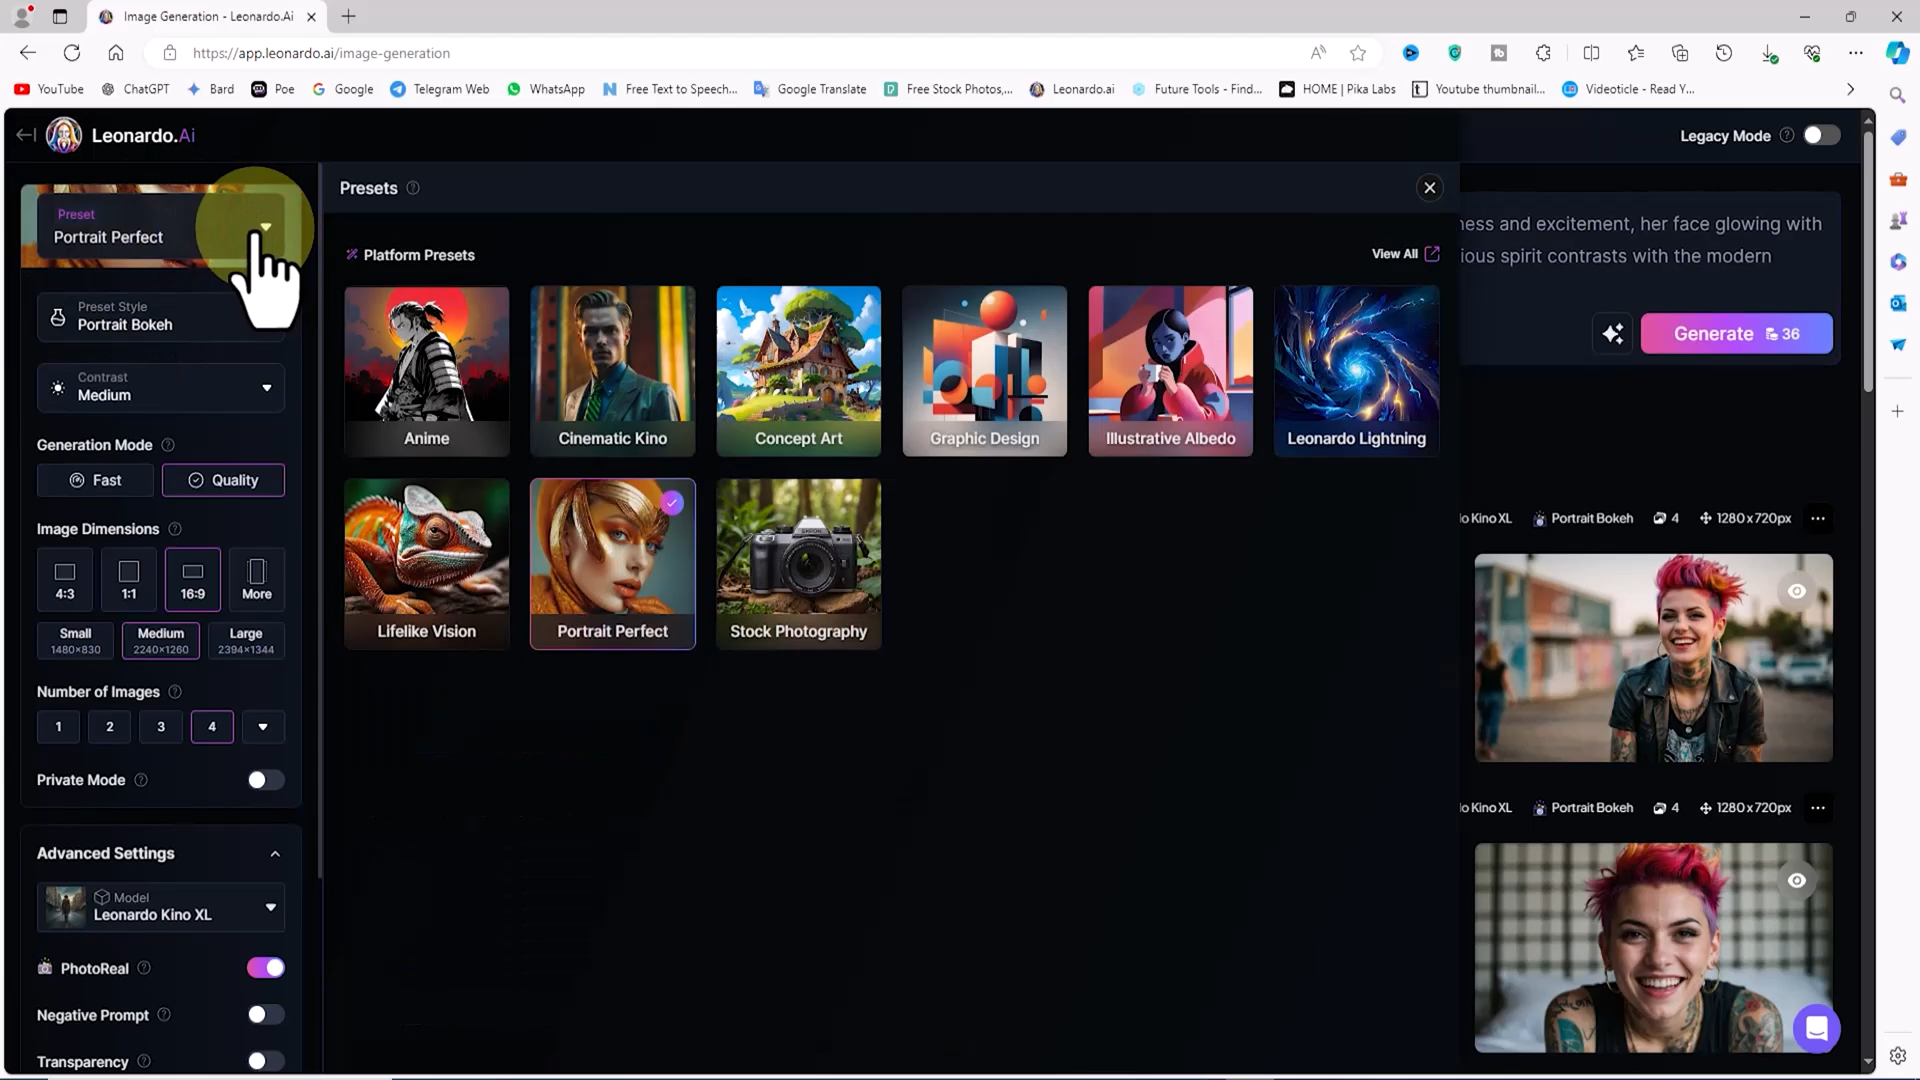 Image Generation - Leonardo.Ai
https://app.leonardo.ai/image-generation
YouTube
ChatGPT
Bard
Poe
Google
Telegram Web
WhatsApp
Free Text to Speech...
Google Translate
Free Stock Photos,...
Leonardo.ai
Future Tools - Find...
HOME | Pika Labs
Youtube thumbnail...
Videoticle - Read Y...
Leonardo.Ai
Legacy Mode
Preset
Portrait Perfect
Preset Style
Portrait Bokeh
Contrast
Medium
Generation Mode
Fast
Quality
Image Dimensions
4:3
1:1
16:9
More
Small
1480×830
Medium
2240×1260
Large
2394×1344
Number of Images
1
2
3
4
Private Mode
Advanced Settings
Model
Leonardo Kino XL
PhotoReal
Negative Prompt
Transparency
Presets
Platform Presets
View All
Anime
Cinematic Kino
Concept Art
Graphic Design
Illustrative Albedo
Leonardo Lightning
Lifelike Vision
Portrait Perfect
Stock Photography
ness and excitement, her face glowing with
ious spirit contrasts with the modern
Generate 36
do Kino XL Portrait Bokeh 4 1280x720px
do Kino XL Portrait Bokeh 4 1280x720px